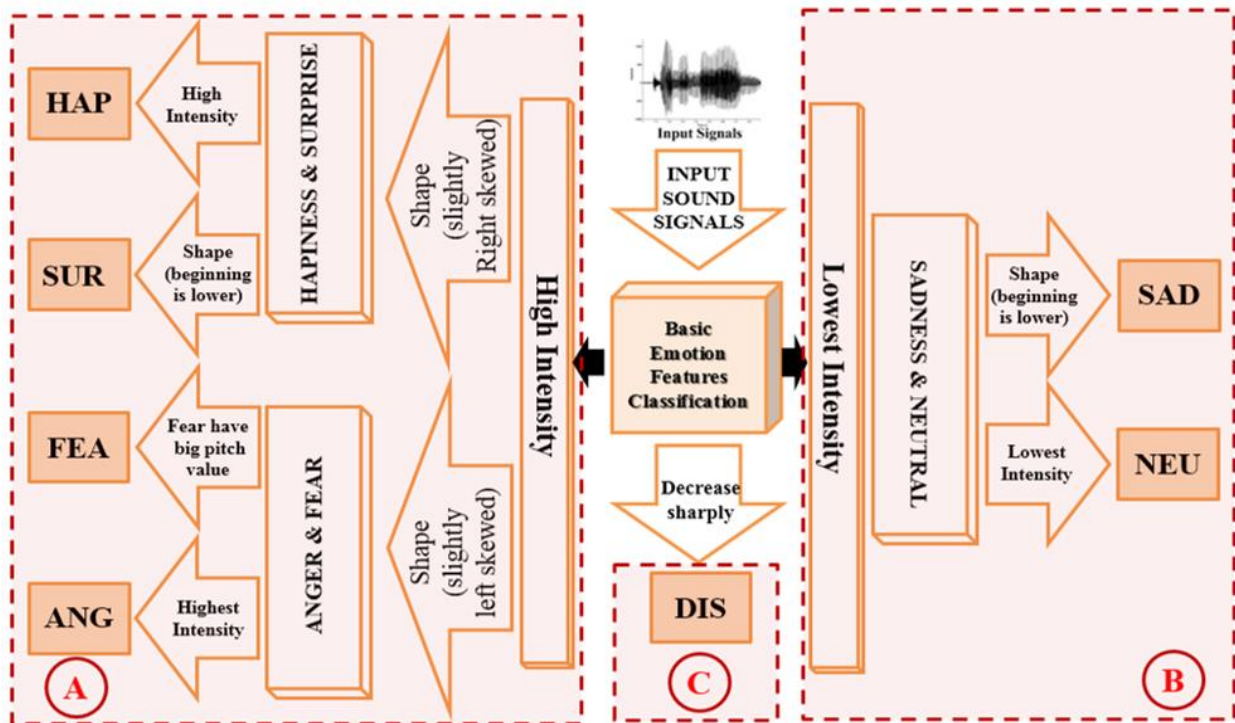 HAP
High
Intensity
HAPINESS & SURPRISE
Shape
(slightly
Right skewed)
SUR
Shape
(beginning
is lower)
FEA
Fear have
big pitch
value
ANGER & FEAR
Shape
(slightly
left skewed)
ANG
Highest
Intensity
A
High Intensity
Input Signals
INPUT
SOUND
SIGNALS
Basic
Emotion
Features
Classification
Decrease
sharply
DIS
C
Lowest Intensity
SADNESS & NEUTRAL
Shape
(beginning
is lower)
SAD
Lowest
Intensity
NEU
B